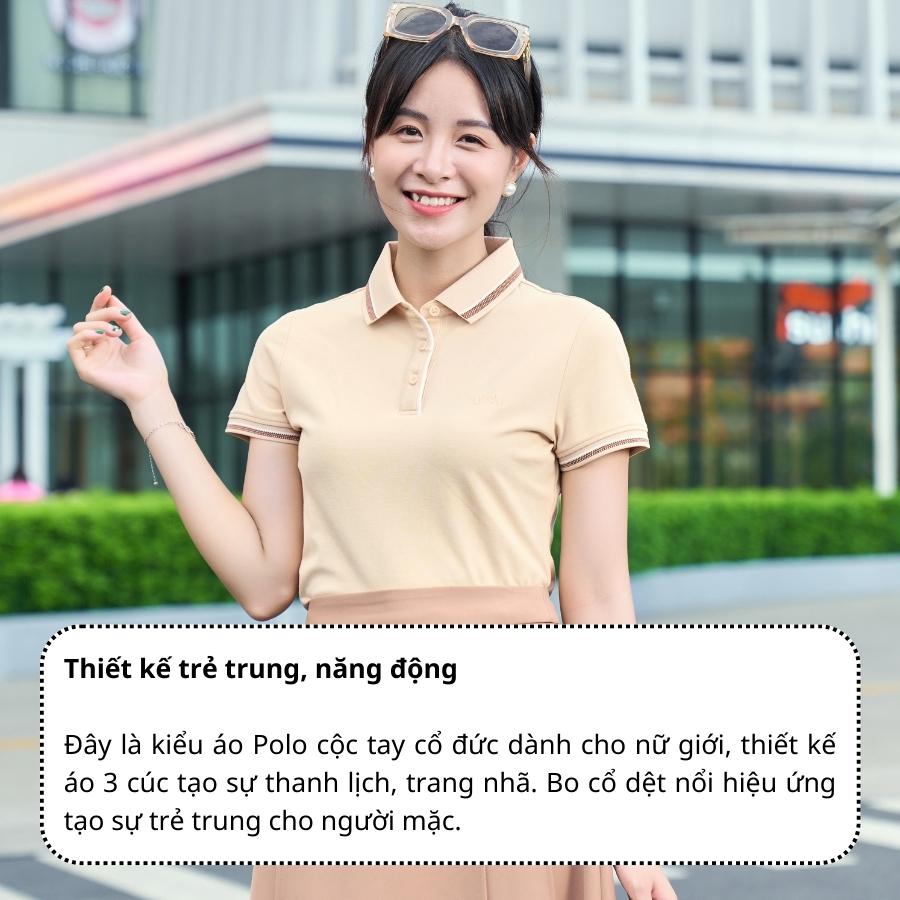 Thiết kế trẻ trung, năng động
Đây là kiểu áo Polo cộc tay cổ đức dành cho nữ giới, thiết kế
áo 3 cúc tạo sự thanh lịch, trang nhã. Bo cổ dệt nổi hiệu ứng
tạo sự trẻ trung cho người mặc.